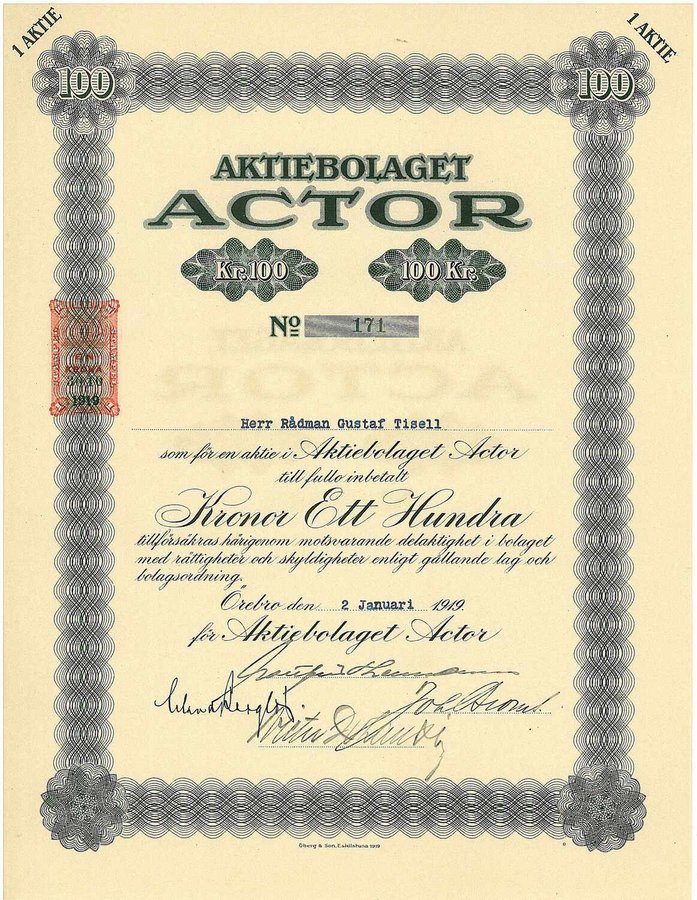 1 AKTIE
1 AKTIE
100
100
AKTIEBOLAGET
ACTOR
Kr. 100
100 Kr.
No 171
EN
KRONA
1919
Herr Rådman Gustaf Tisell
som för en aktie i Aktiebolaget Actor
till fullo inbetalt
Kronor Ett Hundra
tillförsäkras härigenom motsvarande delaktighet i bolaget
med rättigheter och skyldigheter enligt gällande lag och
bolagsordning.
Örebro den 2 Januari 1919.
för Aktiebolaget Actor
Öberg & Son, Eskilstuna 1919